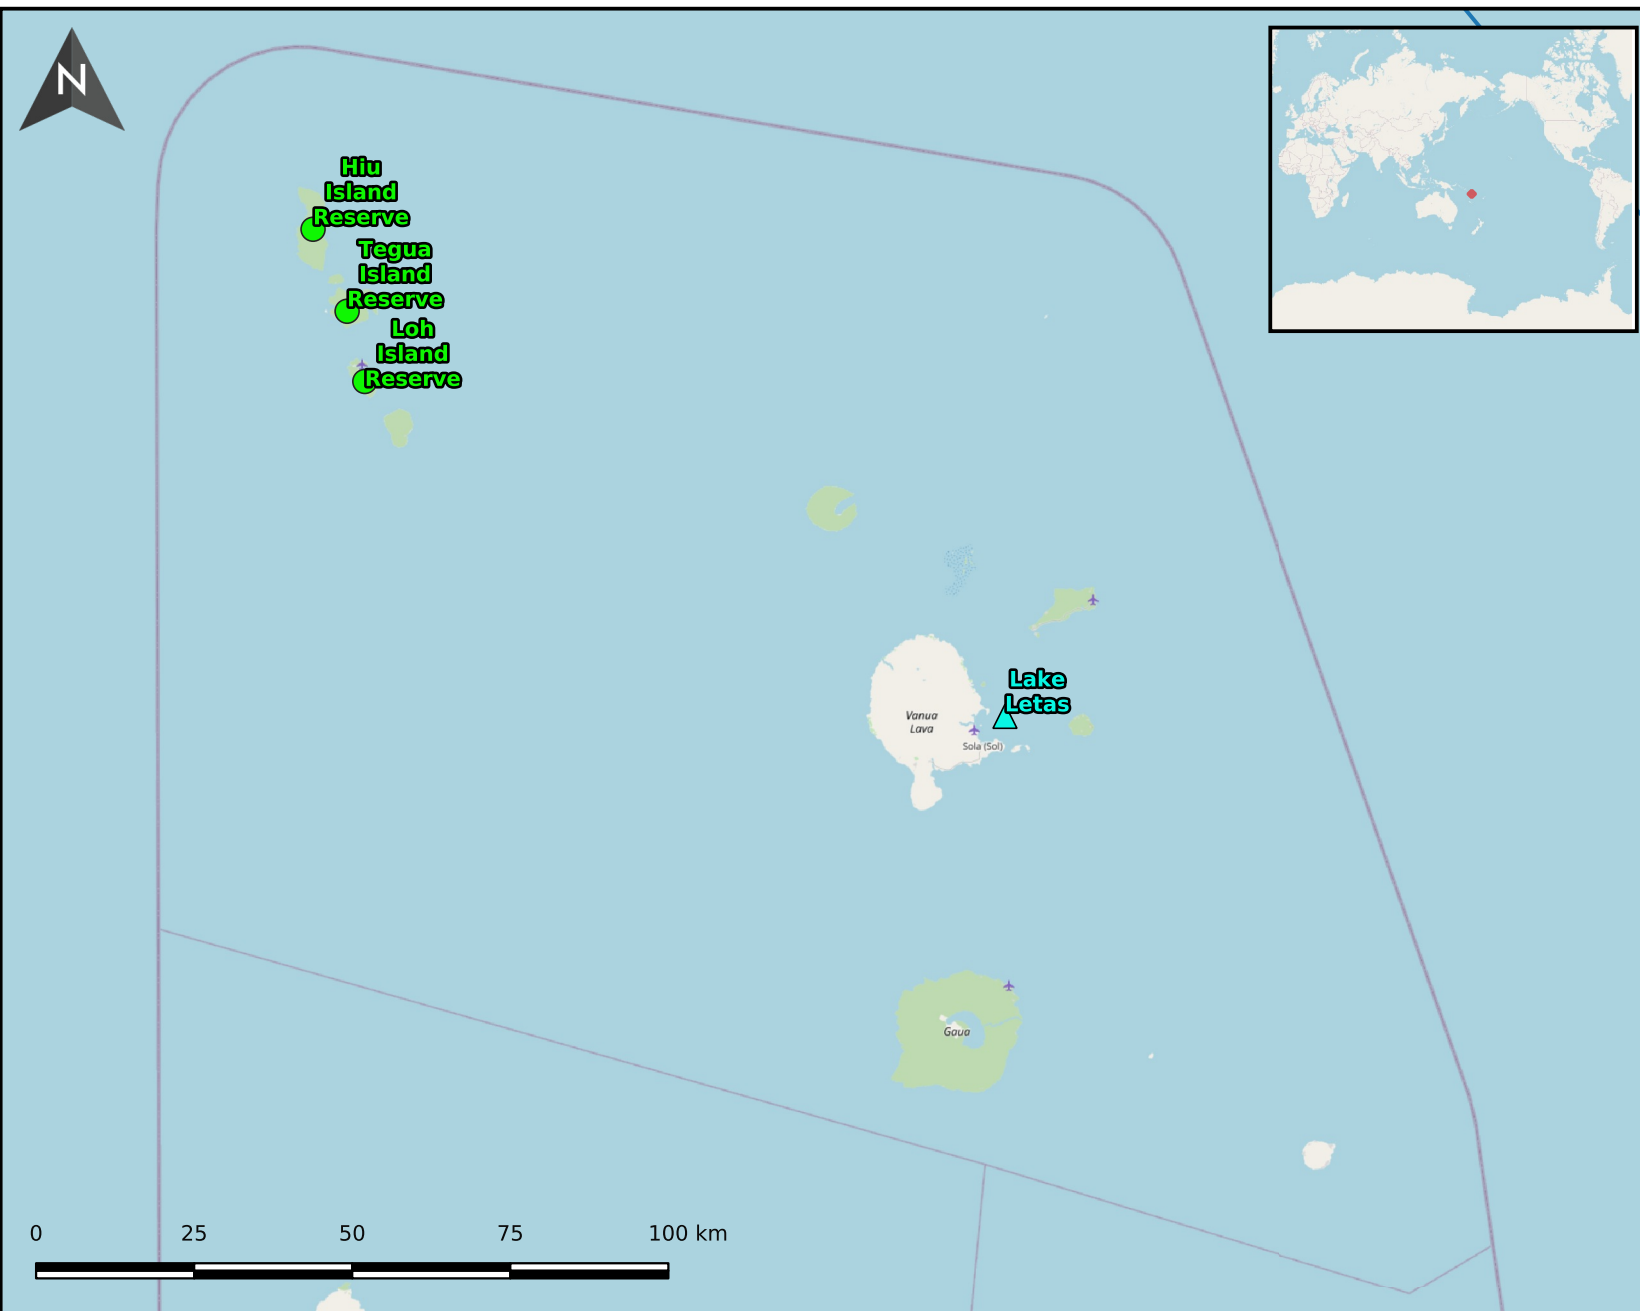 N
Hiu
Island
Reserve
Tegua
Island
Reserve
Loh
Island
Reserve
Lake
Letas
Vanua
Lava
Sola (Sol)
Gaua
0 25 50 75 100 km